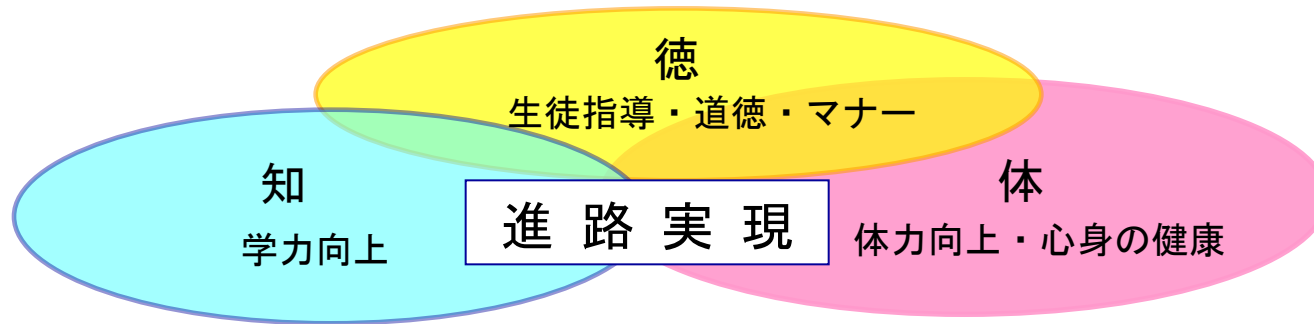 徳
生徒指導・道徳・マナー
知
学力向上
進路実現
体
体力向上・心身の健康